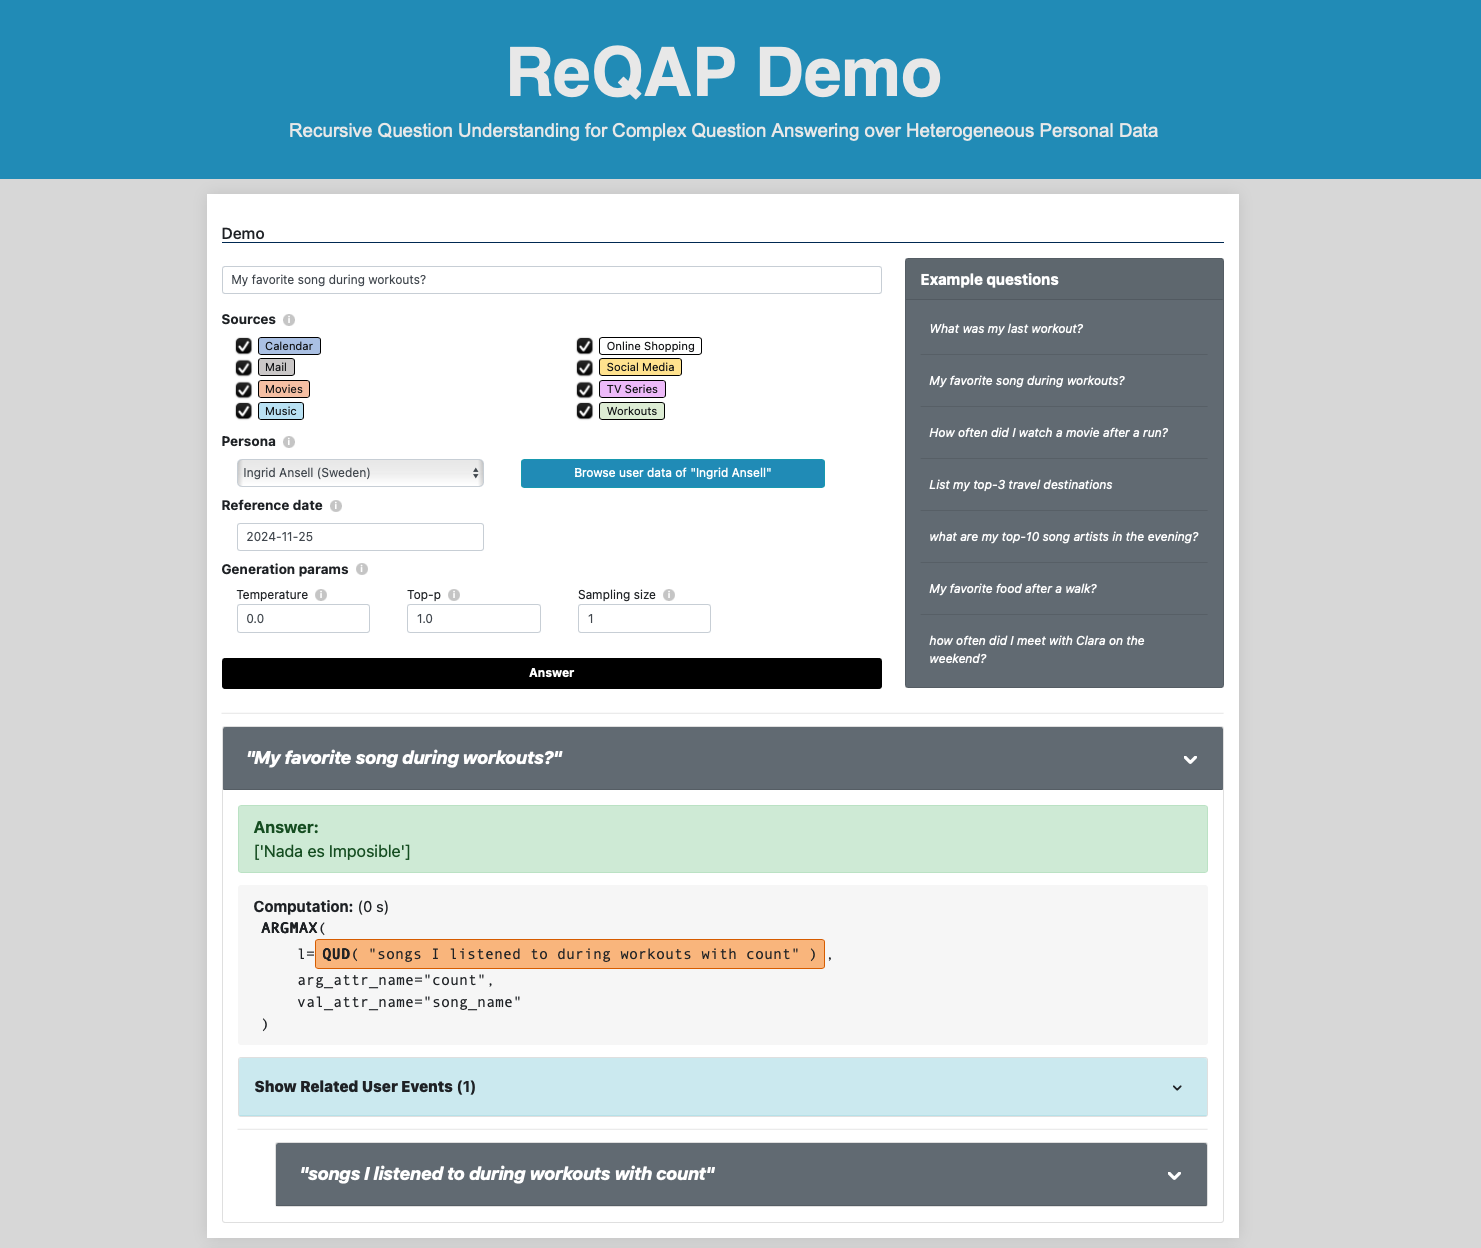 ReQAP Demo
Recursive Question Understanding for Complex Question Answering over Heterogeneous Personal Data
Demo
My favorite song during workouts?
Sources
Calendar
Mail
Movies
Music
Online Shopping
Social Media
TV Series
Workouts
Persona
Ingrid Ansell (Sweden)
Browse user data of "Ingrid Ansell"
Reference date
2024-11-25
Generation params
Temperature
0.0
Top-p
1.0
Sampling size
1
Answer
Example questions
What was my last workout?
My favorite song during workouts?
How often did I watch a movie after a run?
List my top-3 travel destinations
what are my top-10 song artists in the evening?
My favorite food after a walk?
how often did I meet with Clara on the
weekend?
"My favorite song during workouts?"
Answer:
['Nada es Imposible']
Computation: (0 s)
ARGMAX(
l=QUD( "songs I listened to during workouts with count" ),
arg_attr_name="count",
val_attr_name="song_name"
)
Show Related User Events (1)
"songs I listened to during workouts with count"